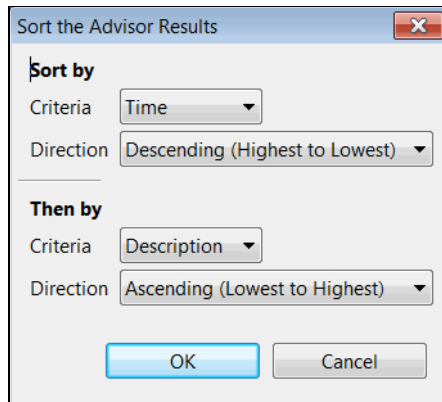 Sort the Advisor Results
Sort by
Criteria Time
Direction Descending (Highest to Lowest)
Then by
Criteria Description
Direction Ascending (Lowest to Highest)
OK Cancel